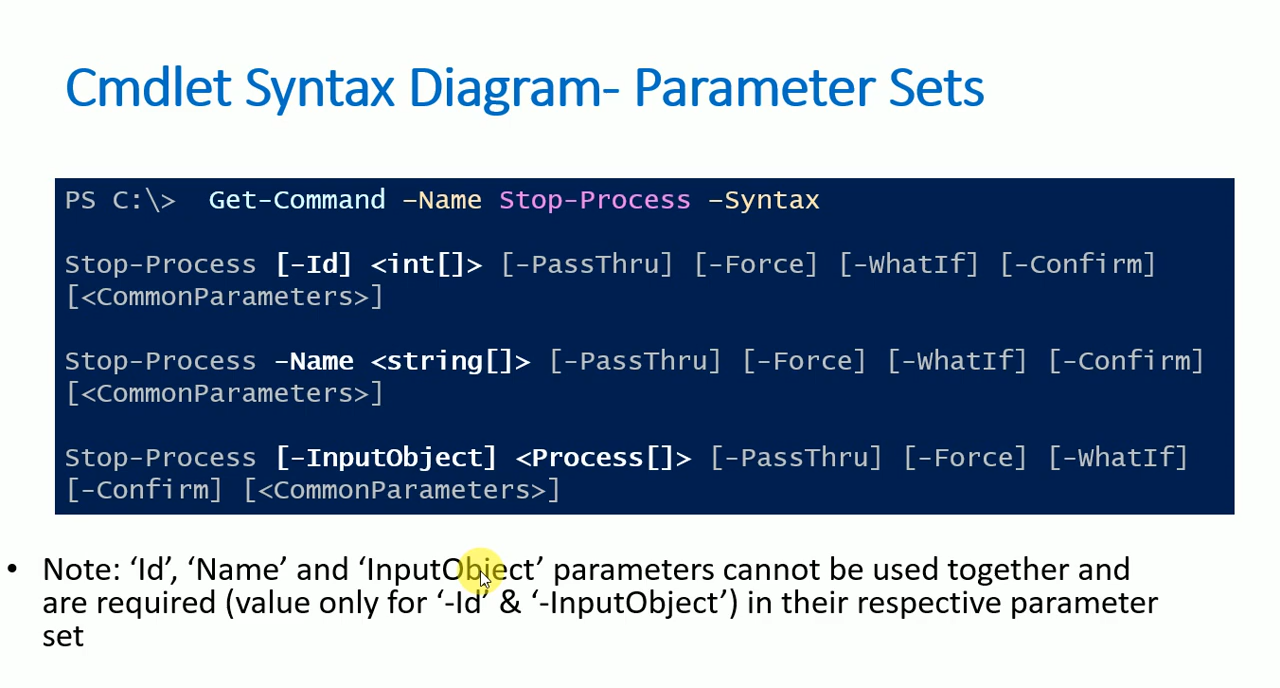 Cmdlet Syntax Diagram- Parameter Sets
PS C:\>  Get-Command –Name Stop-Process –Syntax
Stop-Process [-Id] <int[]> [-PassThru] [-Force] [-WhatIf] [-Confirm]
[<CommonParameters>]
Stop-Process -Name <string[]> [-PassThru] [-Force] [-WhatIf] [-Confirm]
[<CommonParameters>]
Stop-Process [-InputObject] <Process[]> [-PassThru] [-Force] [-WhatIf]
[-Confirm] [<CommonParameters>]
• Note: ‘Id’, ‘Name’ and ‘InputObject’ parameters cannot be used together and
are required (value only for ‘-Id’ & ‘-InputObject’) in their respective parameter
set